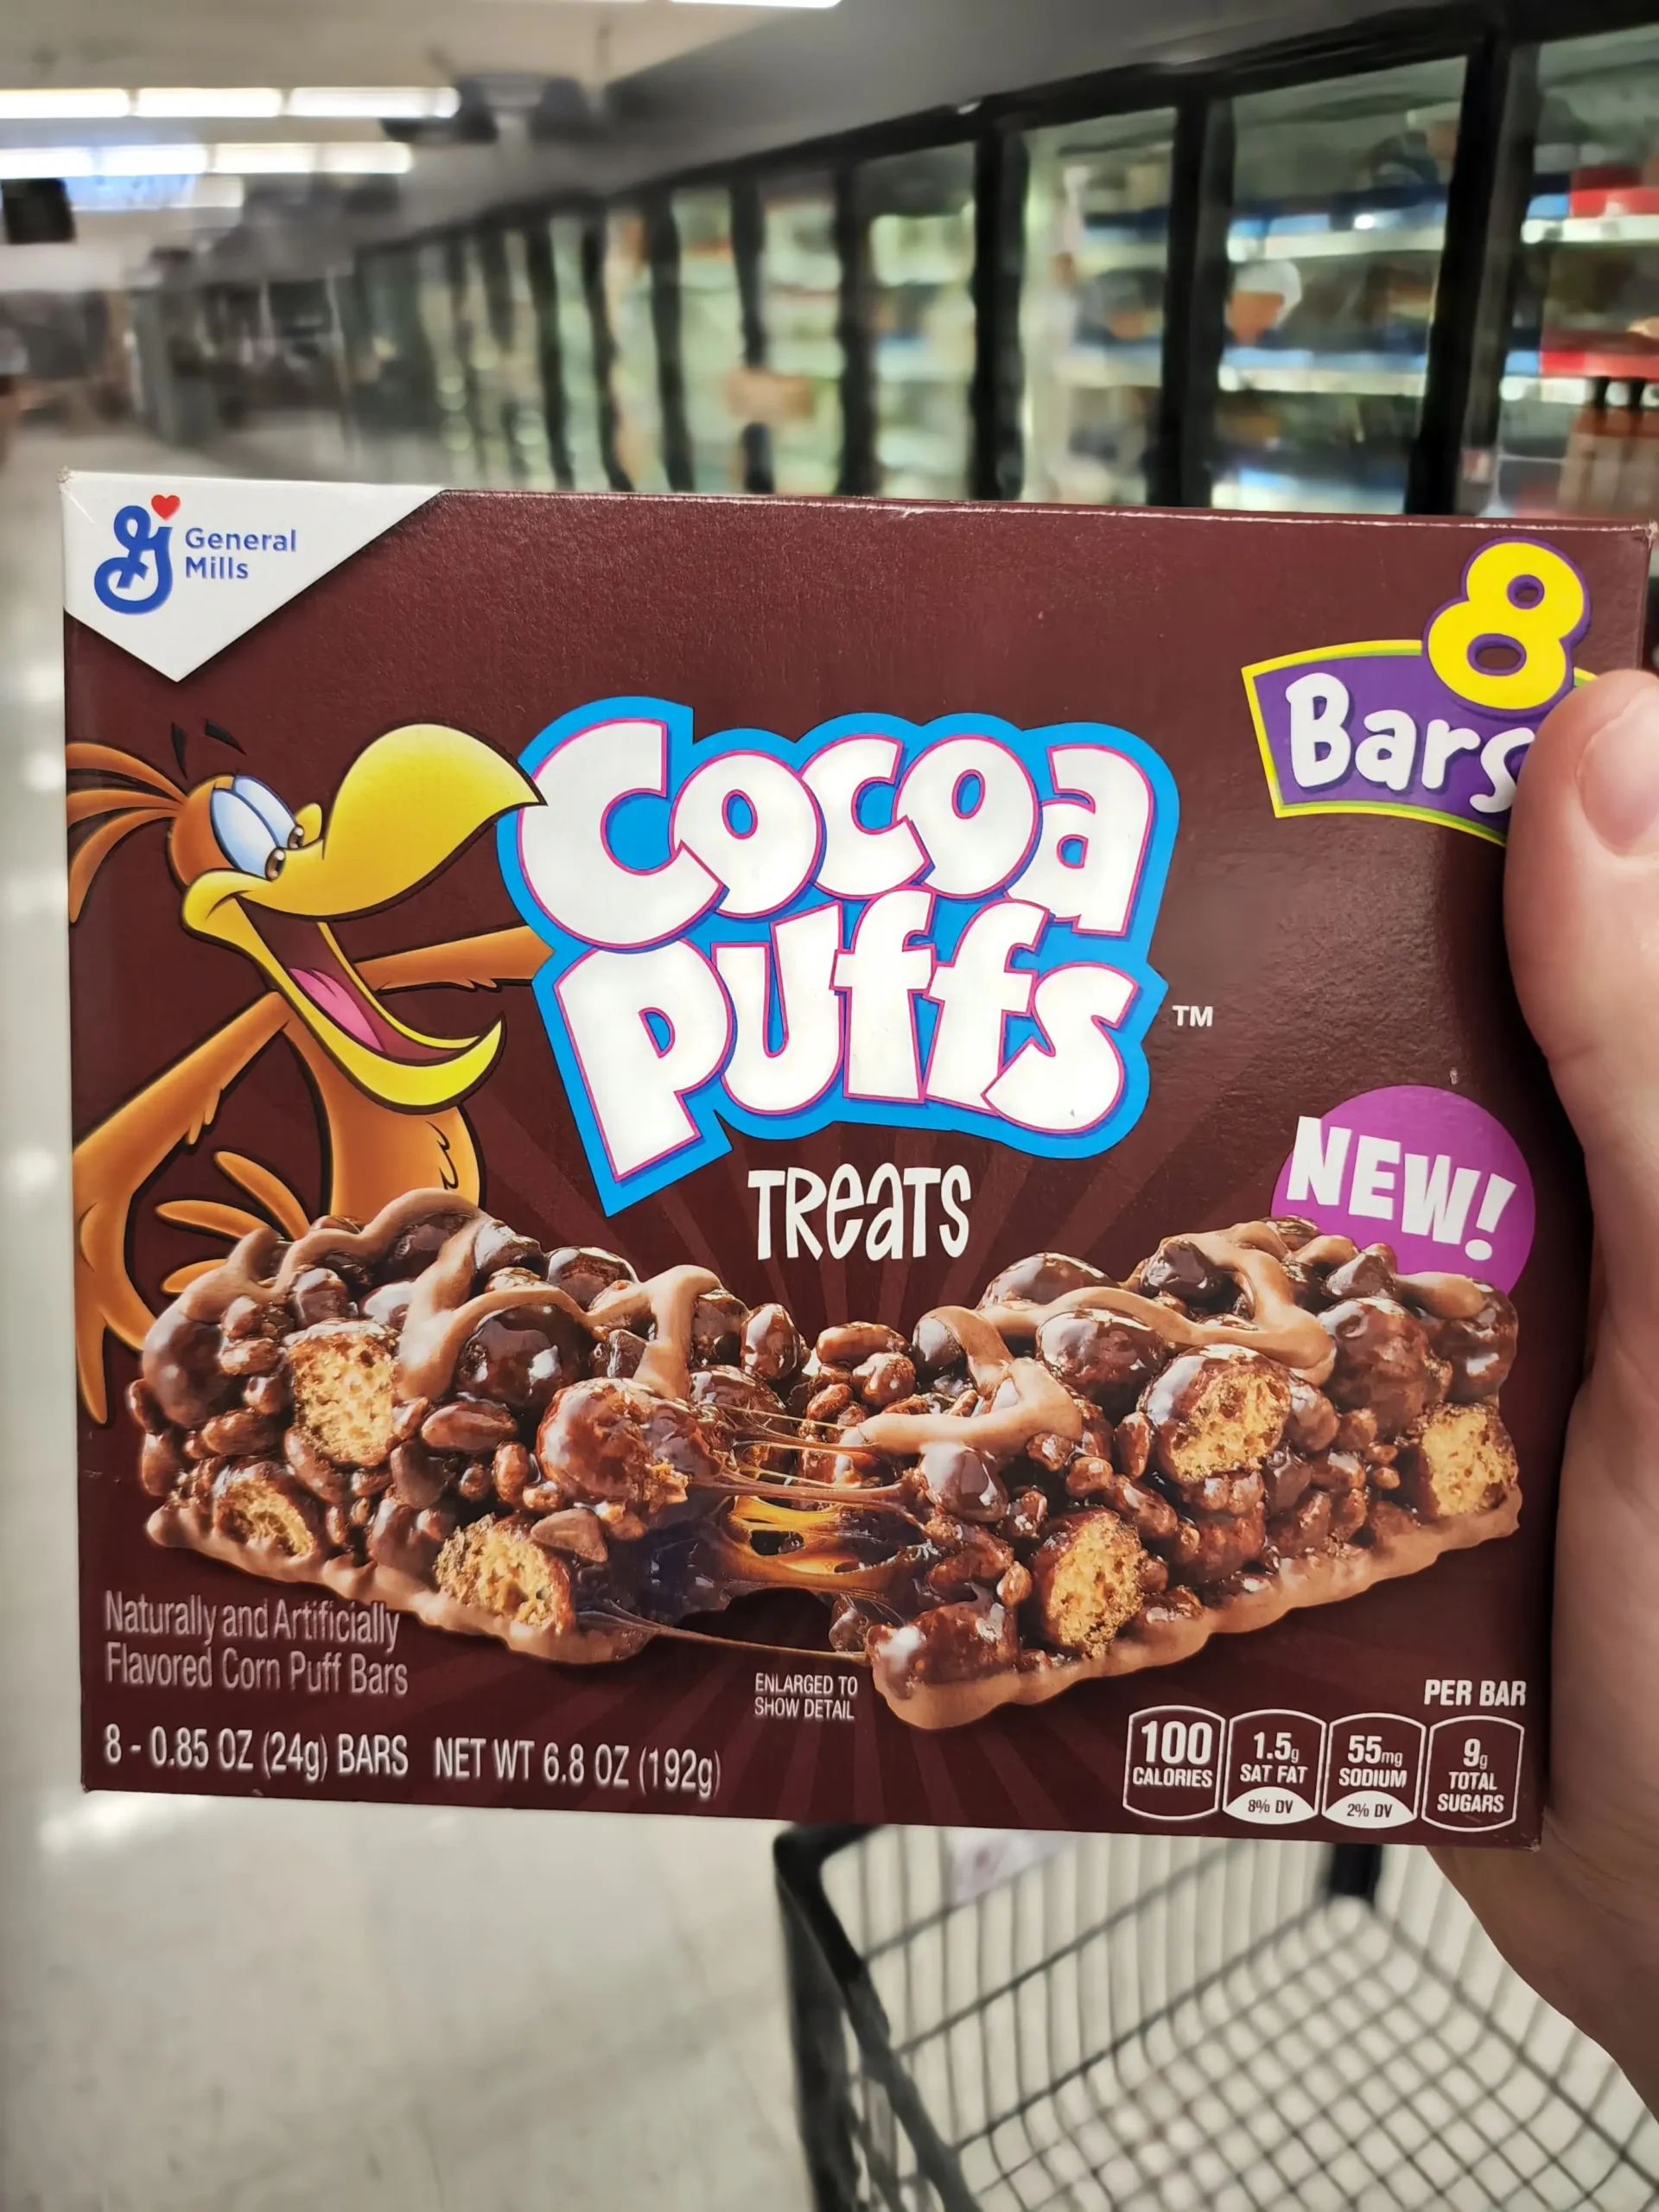 General
Mills
8
Bars
Cocoa
Puffs
TM
TREATS
NEW!
Naturally and Artificially
Flavored Corn Puff Bars
ENLARGED TO
SHOW DETAIL
8 - 0.85 OZ (24g) BARS NET WT 6.8 OZ (192g)
PER BAR
100
CALORIES
1.5g
SAT FAT
8% DV
55mg
SODIUM
2% DV
9g
TOTAL
SUGARS